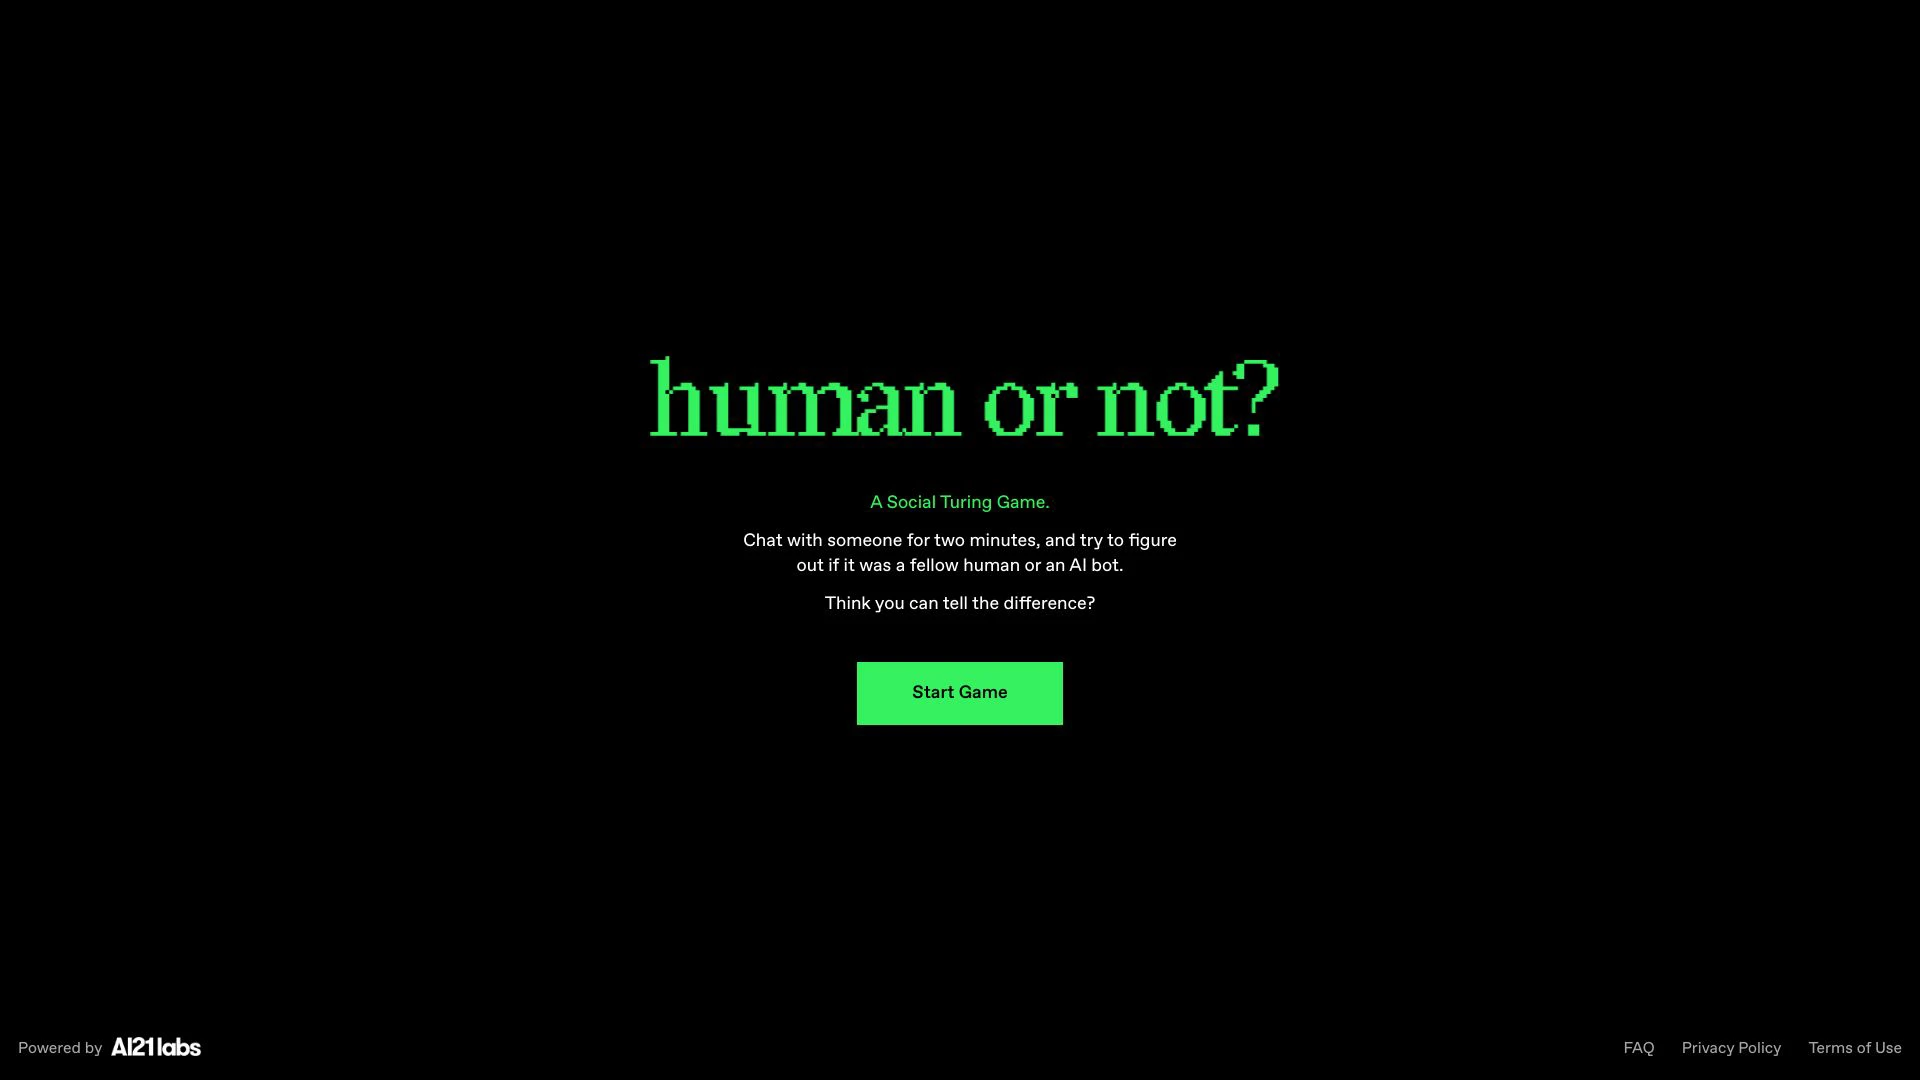 human or not?
A Social Turing Game.
Chat with someone for two minutes, and try to figure
out if it was a fellow human or an AI bot.
Think you can tell the difference?
Start Game
Powered by AI21labs
FAQ Privacy Policy Terms of Use